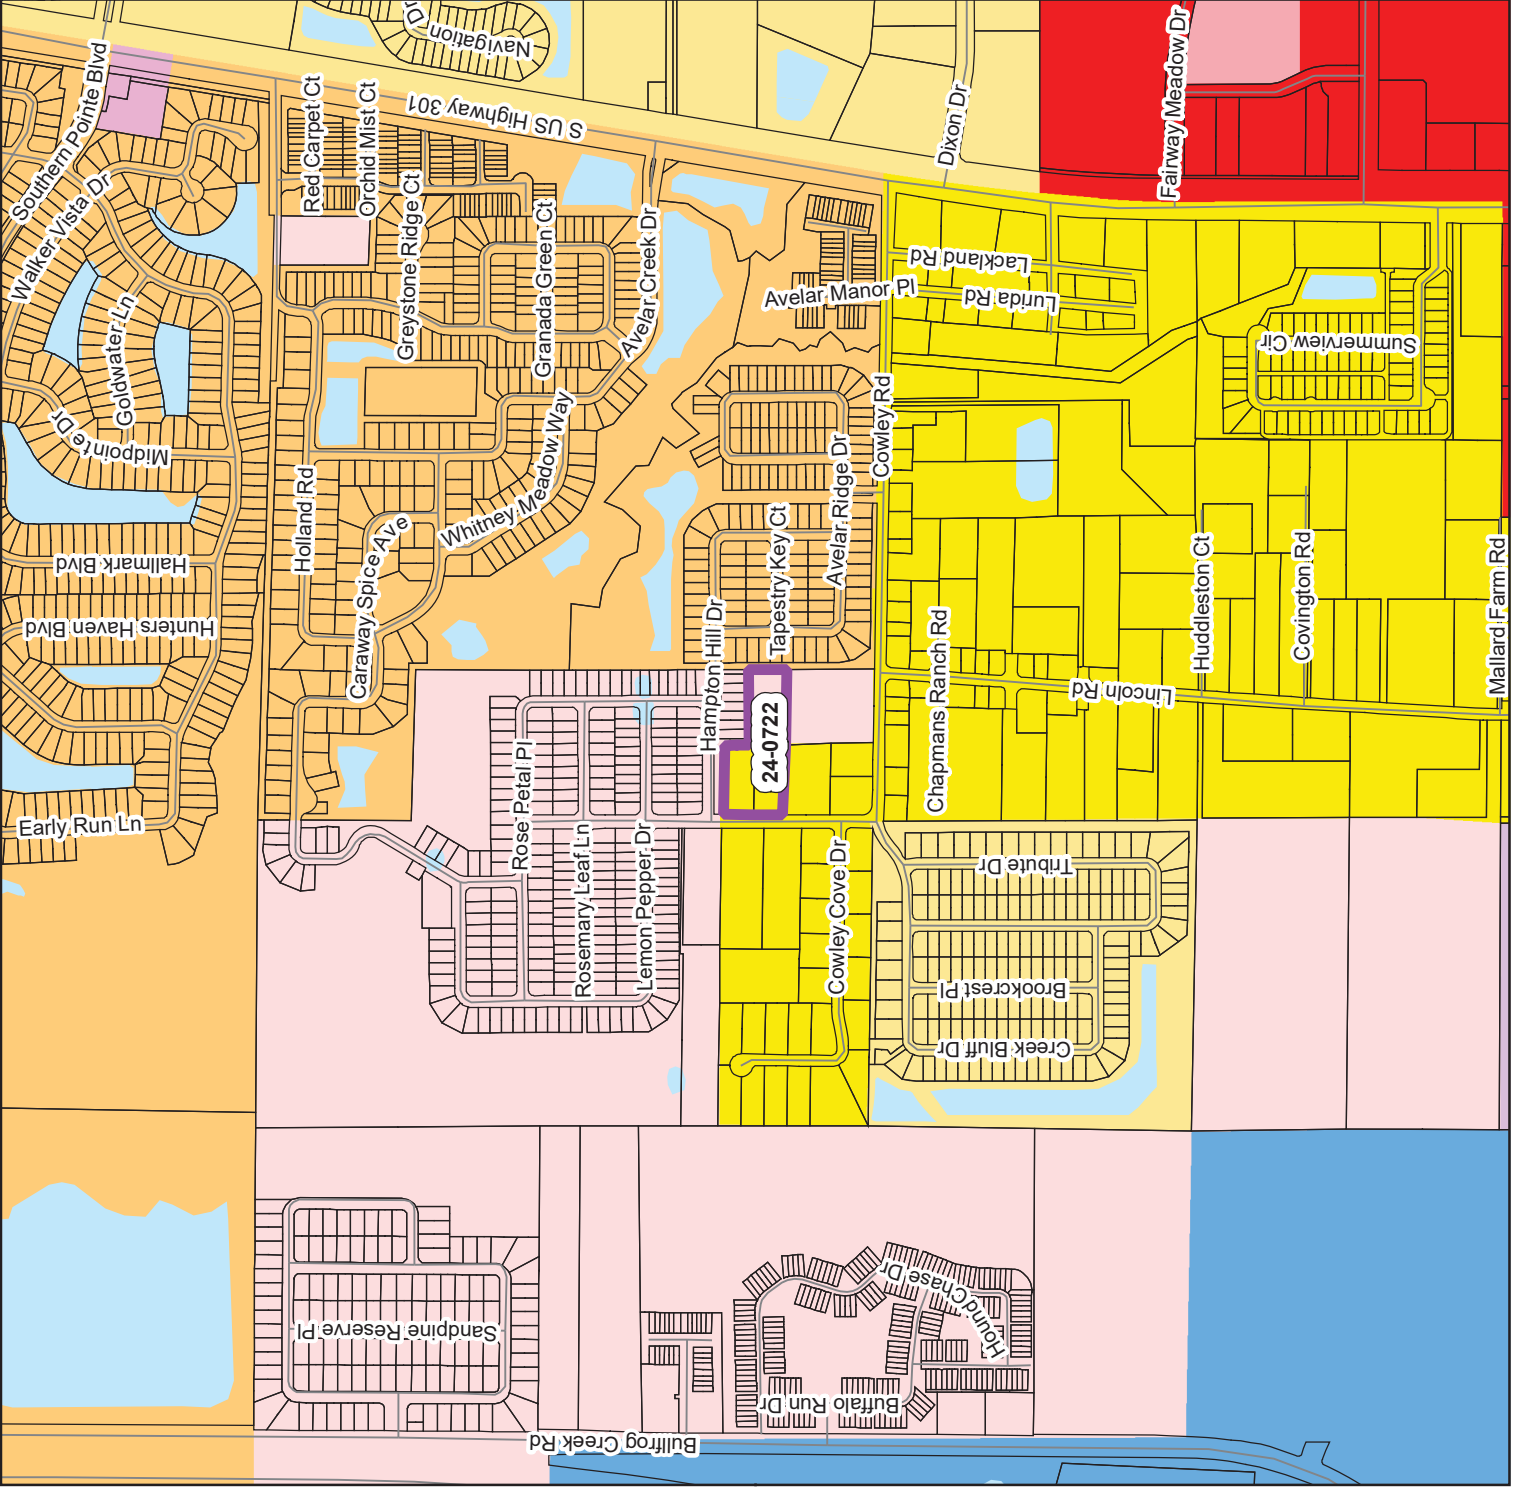 Navigation Dr
Southern Pointe Blvd
Red Carpet Ct
Orchid Mist Ct
S US Highway 301
Dixon Dr
Fairway Meadow Dr
Walker Vista Dr
Greystone Ridge Ct
Granada Green Ct
Avelar Creek Dr
Avelar Manor Pl
Lackland Rd
Lurida Rd
Summerview Cir
Goldwater Ln
Midpointe Dr
Holland Rd
Whitney Meadow Way
Cowley Rd
Avelar Ridge Dr
Tapestry Key Ct
Hallmark Blvd
Hunters Haven Blvd
Caraway Spice Ave
Hampton Hill Dr
Chapmans Ranch Rd
Lincoln Rd
Huddleston Ct
Covington Rd
Mallard Farm Rd
24-0722
Early Run Ln
Rose Petal Pl
Rosemary Leaf Ln
Lemon Pepper Dr
Cowley Cove Dr
Tribute Dr
Brookcrest Pl
Creek Bluff Dr
Sandpine Reserve Pl
Hound Chase Dr
Buffalo Run Dr
Bullfrog Creek Rd